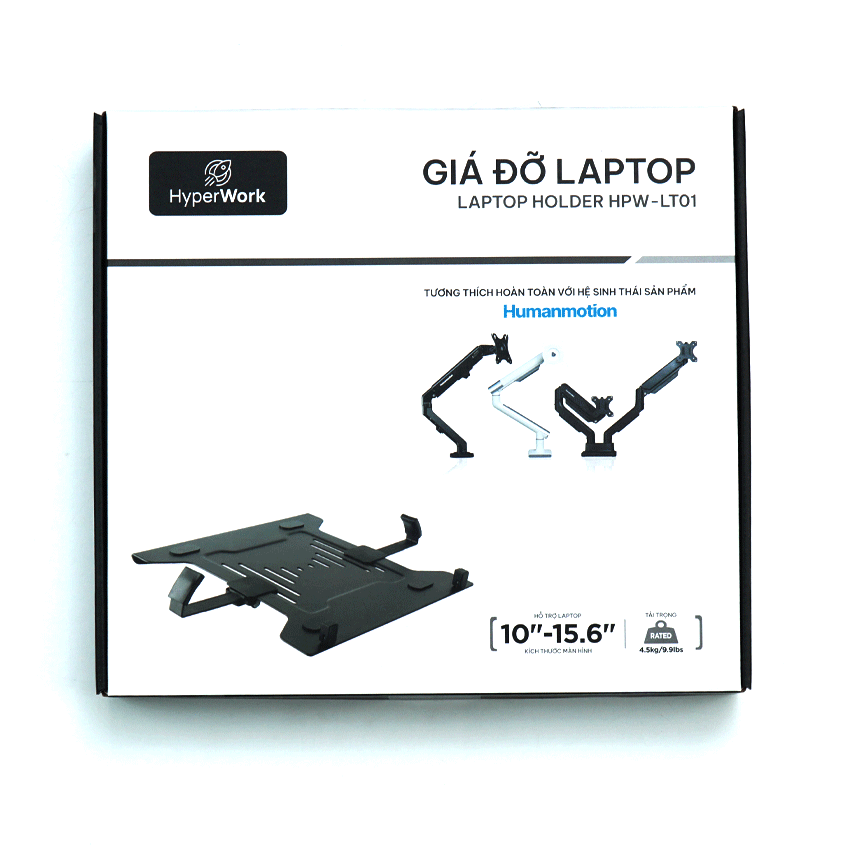 HyperWork
GIÁ ĐỠ LAPTOP
LAPTOP HOLDER HPW-LT01
TƯƠNG THÍCH HOÀN TOÀN VỚI HỆ SINH THÁI SẢN PHẨM
Humanmotion
HỖ TRỢ LAPTOP
10"-15.6"
KÍCH THƯỚC MÀN HÌNH
TẢI TRỌNG
RATED
4.5kg/9.9lbs